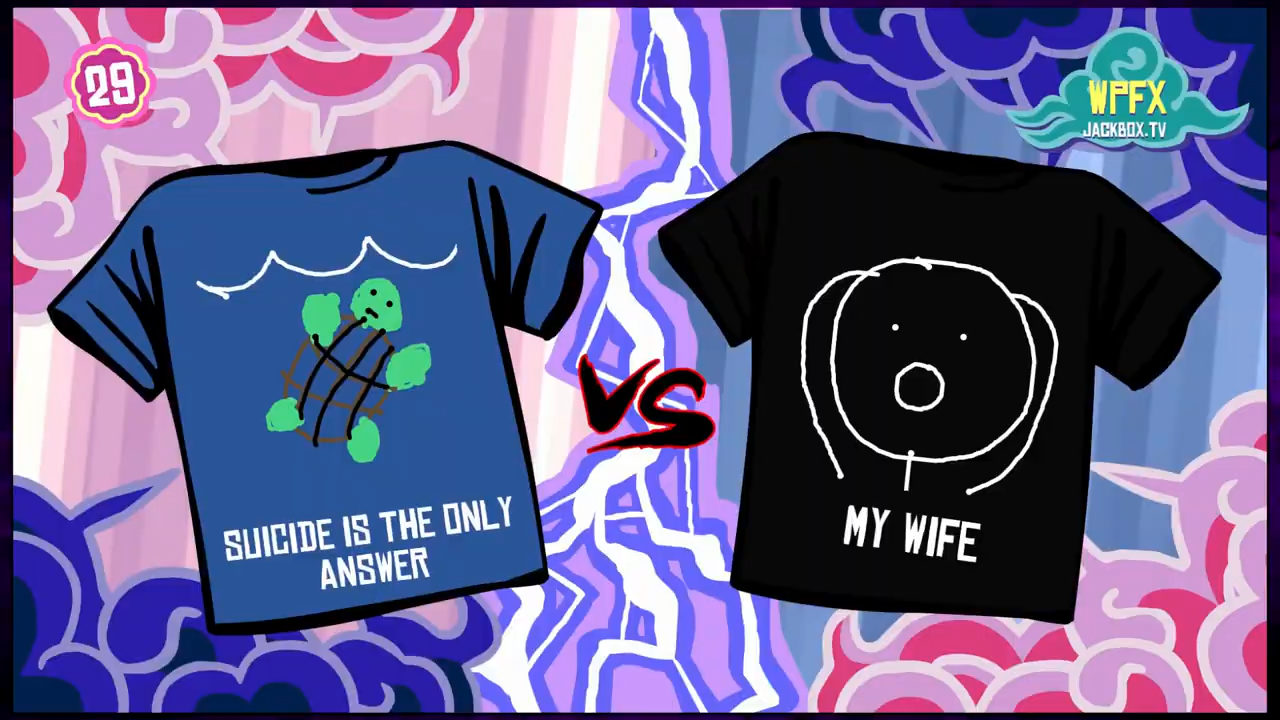 29
WPFX
JACKBOX.TV
VS
SUICIDE IS THE ONLY
ANSWER
MY WIFE